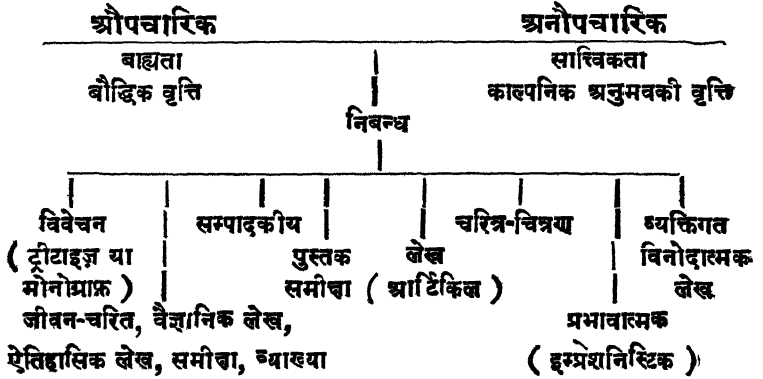 औपचारिक अनौपचारिक
बाह्यता सात्त्विकता
बौद्धिक वृत्ति काल्पनिक अनुभवकी वृत्ति
निबन्ध
विवेचन सम्पादकीय चरित्र-चित्रण व्यक्तिगत
( ट्रीटाइज़ या पुस्तक लेख विनोदात्मक
मोनोग्राफ़ ) समीक्षा ( आर्टिकिल ) लेख
जीवन-चरित, वैज्ञानिक लेख, प्रभावात्मक
ऐतिहासिक लेख, समीक्षा, व्याख्या ( इम्प्रेशनिस्टिक )